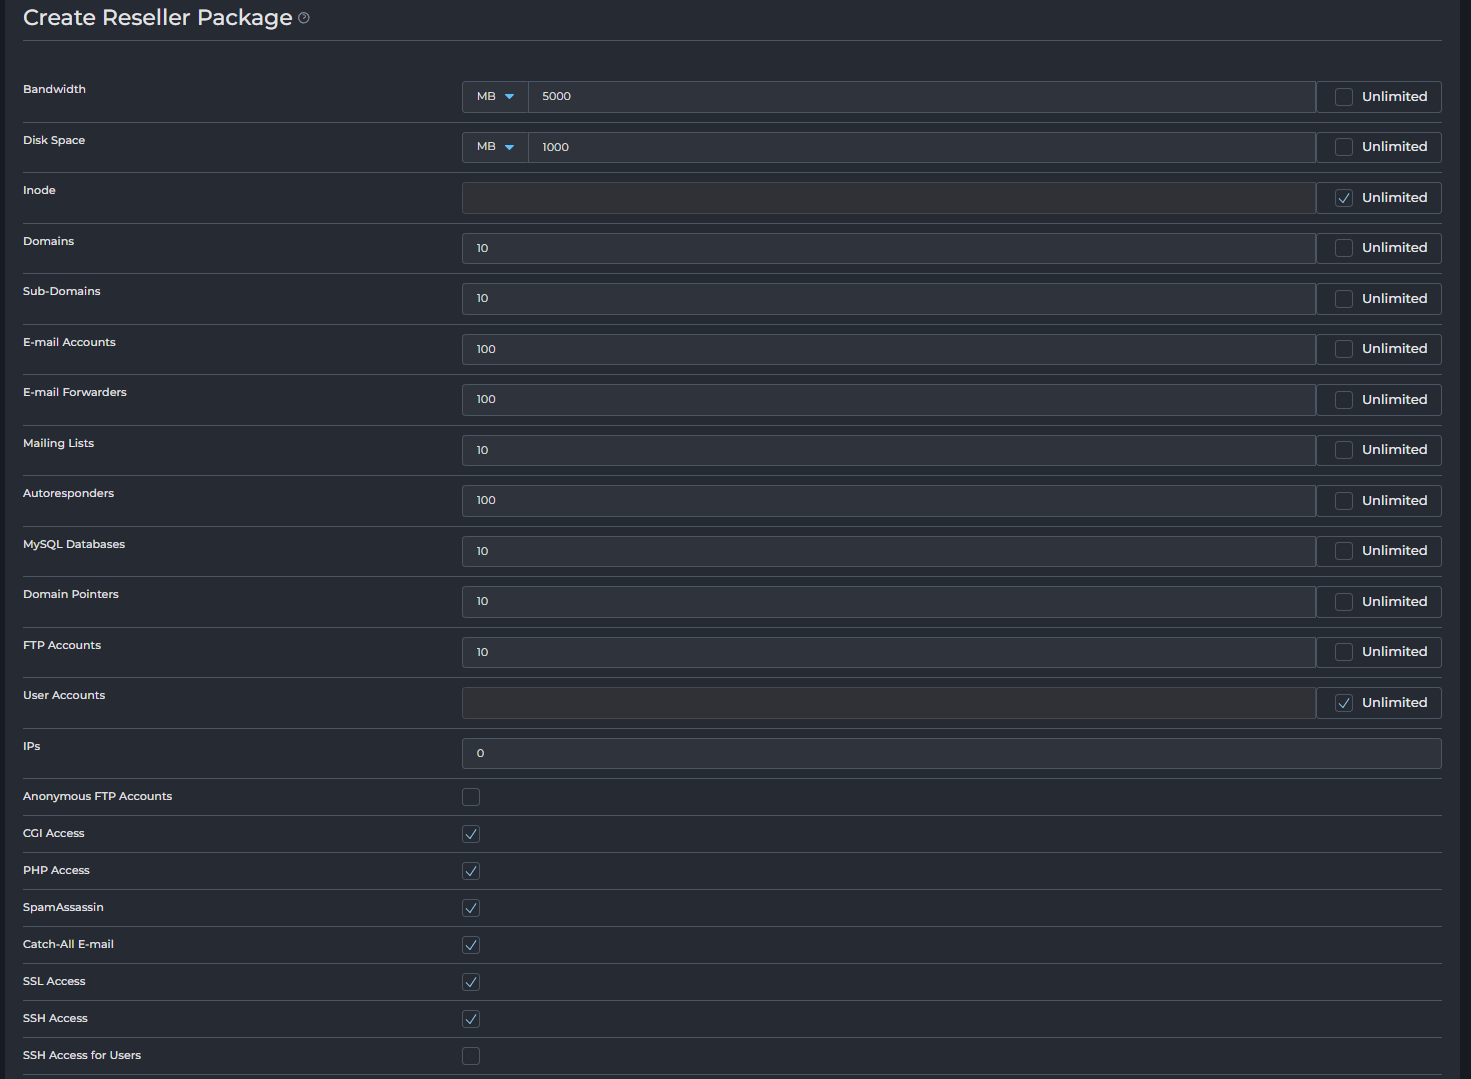 Create Reseller Package
Bandwidth MB 5000 Unlimited
Disk Space MB 1000 Unlimited
Inode Unlimited
Domains 10 Unlimited
Sub-Domains 10 Unlimited
E-mail Accounts 100 Unlimited
E-mail Forwarders 100 Unlimited
Mailing Lists 10 Unlimited
Autoresponders 100 Unlimited
MySQL Databases 10 Unlimited
Domain Pointers 10 Unlimited
FTP Accounts 10 Unlimited
User Accounts Unlimited
IPs 0
Anonymous FTP Accounts
CGI Access
PHP Access
SpamAssassin
Catch-All E-mail
SSL Access
SSH Access
SSH Access for Users